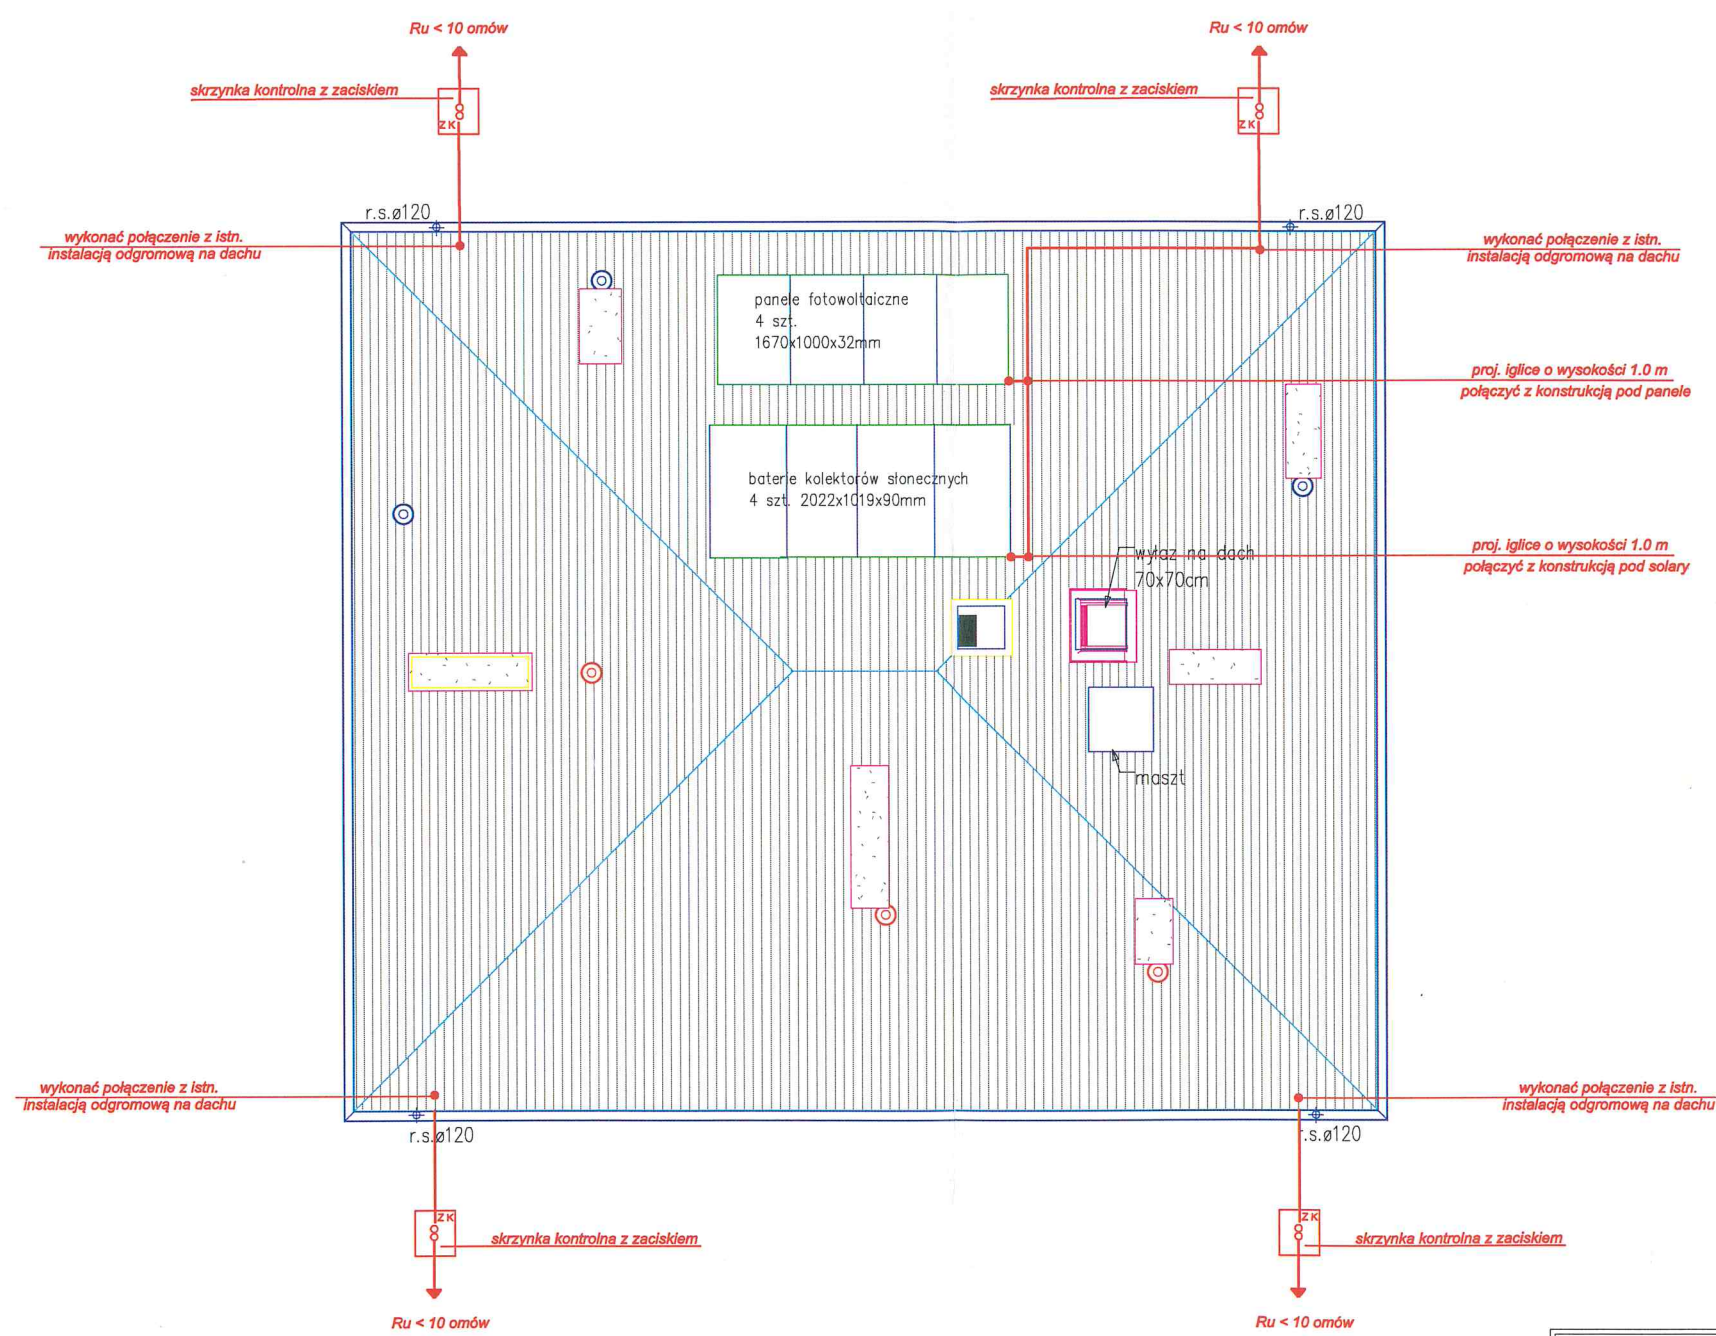 Ru < 10 omów
Ru < 10 omów
skrzynka kontrolna z zaciskiem
skrzynka kontrolna z zaciskiem
ZK
ZK
r.s.ø120
r.s.ø120
wykonać połączenie z istn.
instalacją odgromową na dachu
wykonać połączenie z istn.
instalacją odgromową na dachu
panele fotowoltaiczne
4 szt.
1670x1000x32mm
proj. iglice o wysokości 1.0 m
połączyć z konstrukcją pod panele
baterie kolektorów słonecznych
4 szt. 2022x1019x90mm
proj. iglice o wysokości 1.0 m
połączyć z konstrukcją pod solary
wyłaz na dach
70x70cm
maszt
wykonać połączenie z istn.
instalacją odgromową na dachu
wykonać połączenie z istn.
instalacją odgromową na dachu
r.s.ø120
r.s.ø120
ZK
ZK
skrzynka kontrolna z zaciskiem
skrzynka kontrolna z zaciskiem
Ru < 10 omów
Ru < 10 omów